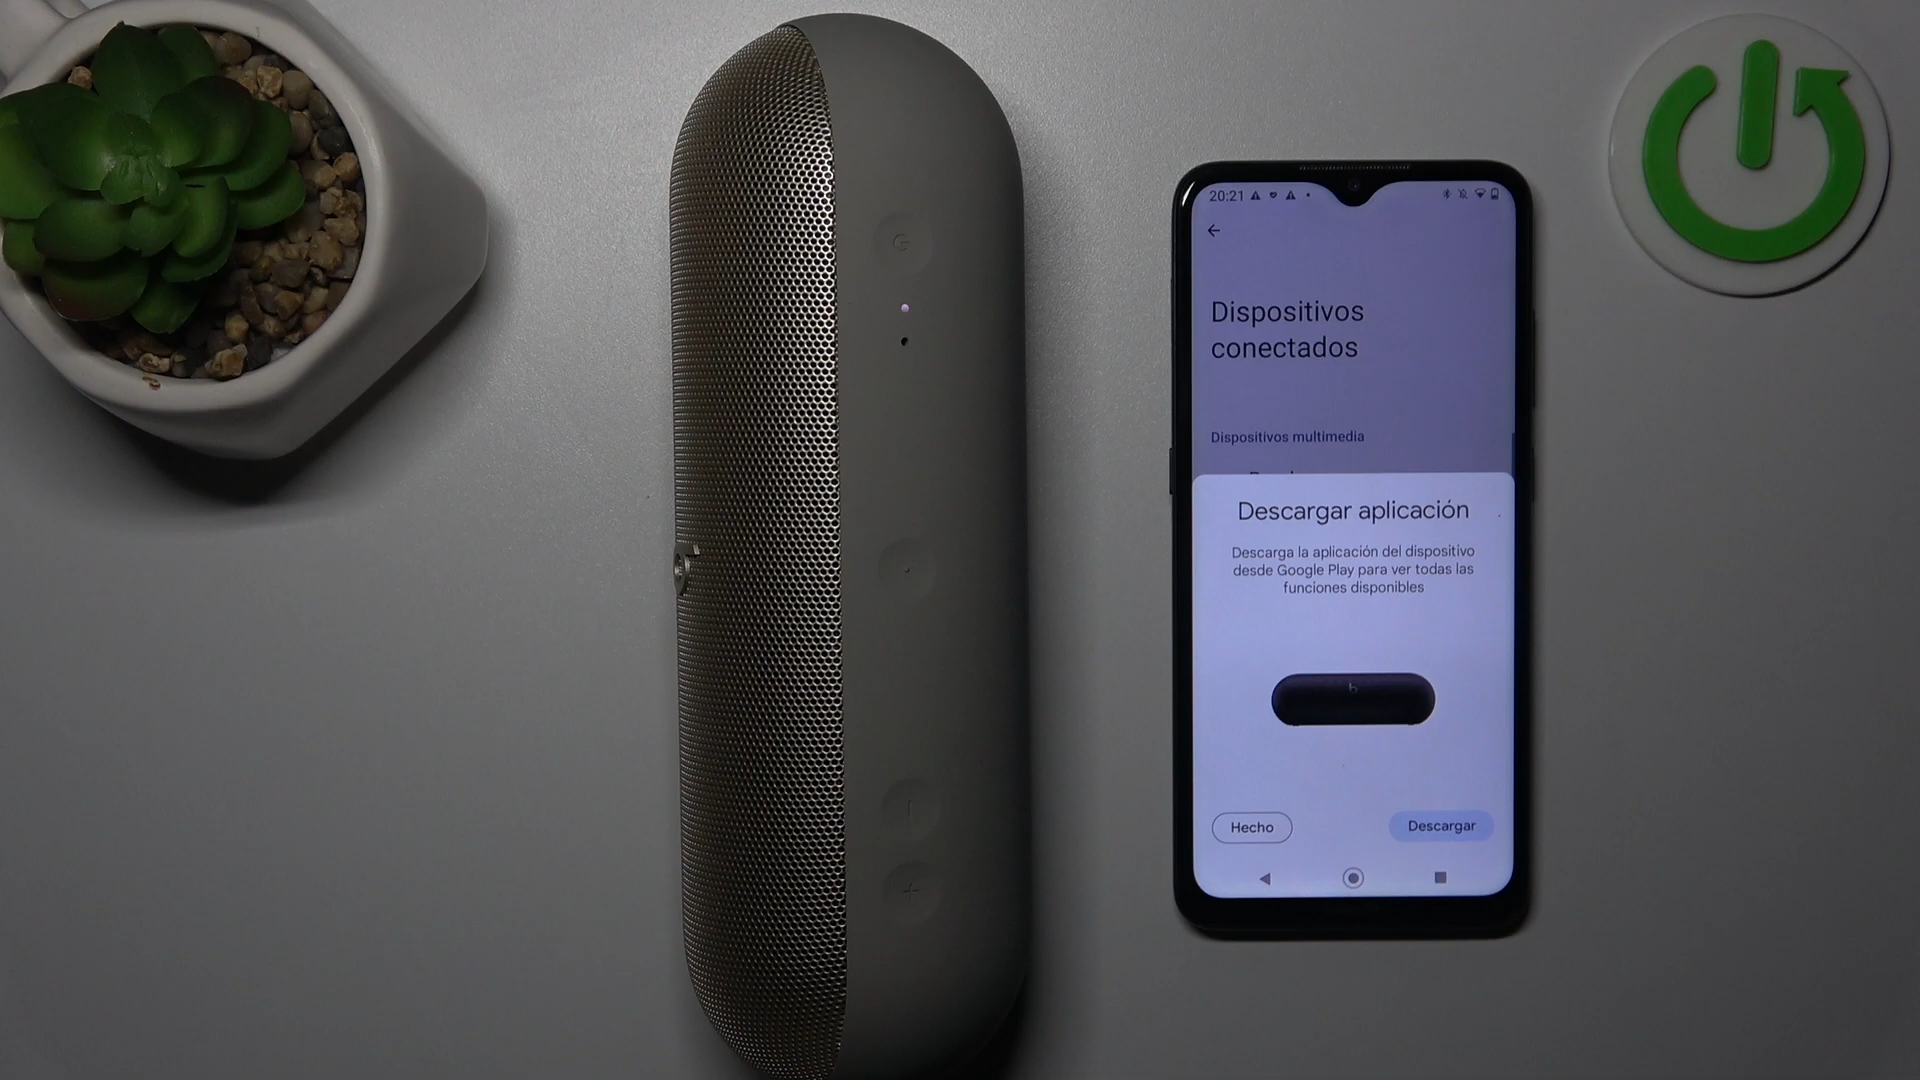 20:21
Dispositivos
conectados
Dispositivos multimedia
Descargar aplicación
Descarga la aplicación del dispositivo
desde Google Play para ver todas las
funciones disponibles
b
Hecho
Descargar